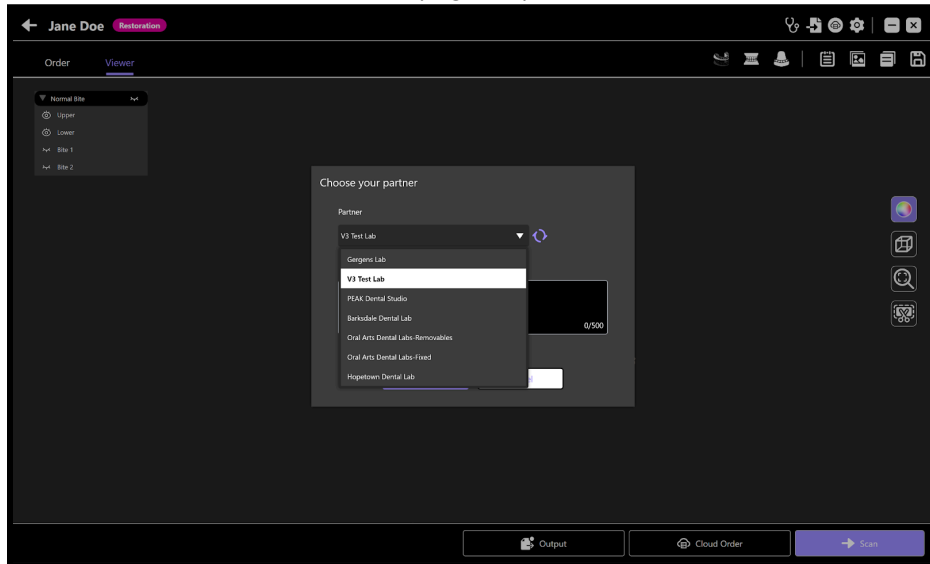 Jane Doe Restoration
Order Viewer
Normal Bite
Upper
Lower
Bite 1
Bite 2
Choose your partner
Partner
V3 Test Lab
Gergens Lab
V3 Test Lab
PEAK Dental Studio
Barksdale Dental Lab
Oral Arts Dental Labs-Removables
Oral Arts Dental Labs-Fixed
Hopetown Dental Lab
0/500
Output
Cloud Order
Scan